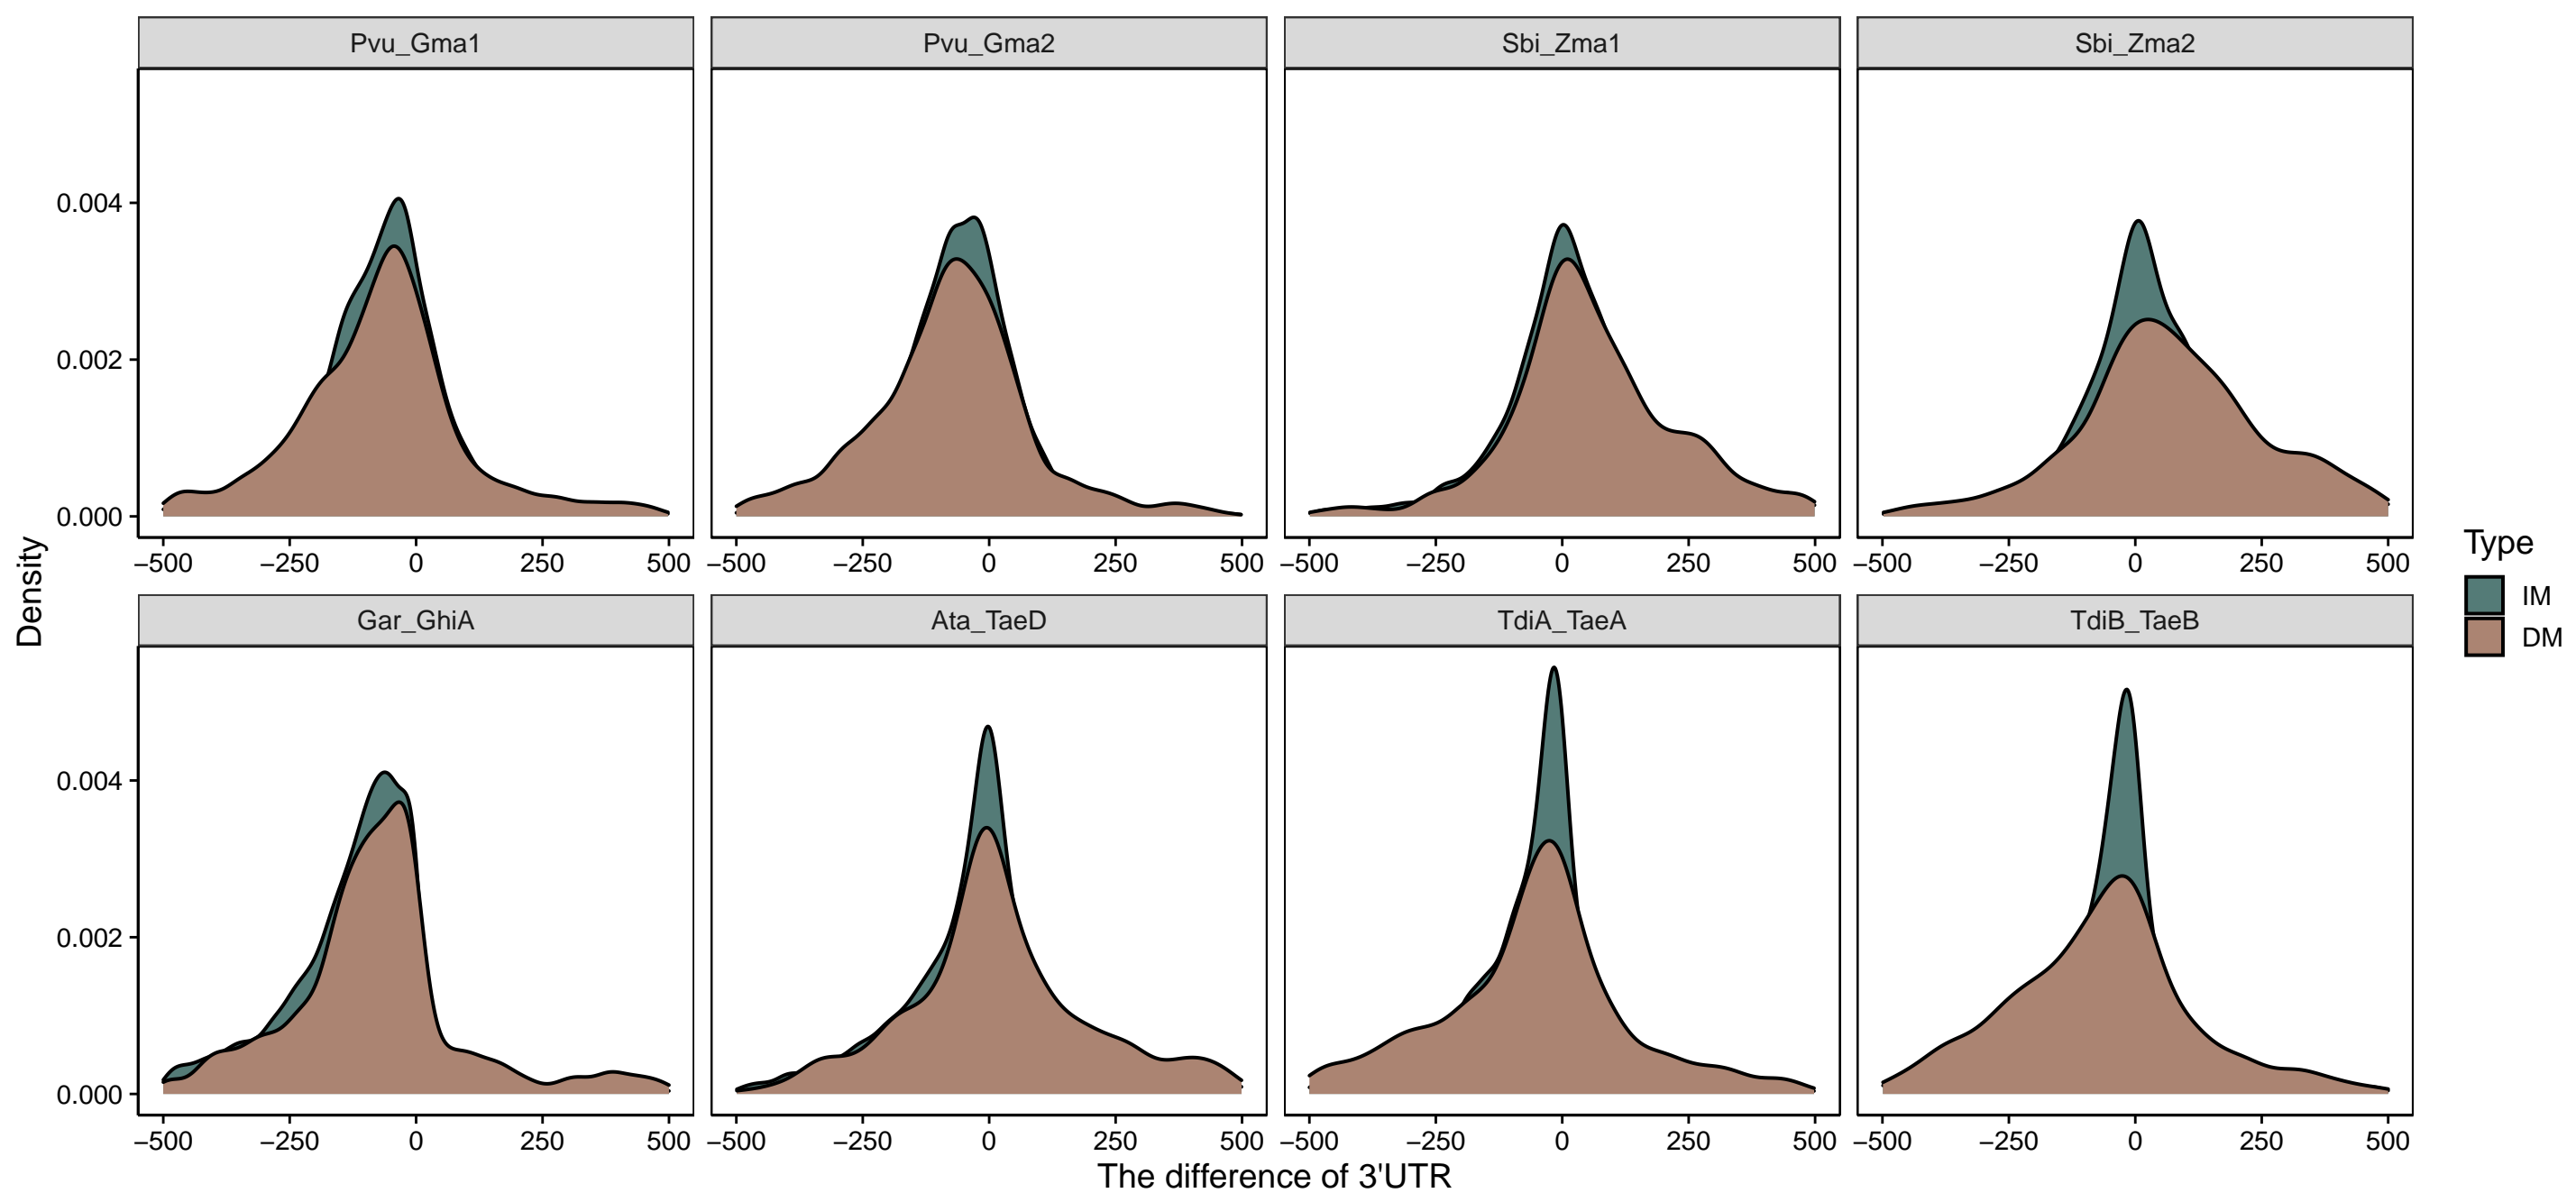 Pvu_Gma1 Pvu_Gma2 Sbi_Zma1 Sbi_Zma2
0.004
0.002
0.000
−500 −250 0 250 500 −500 −250 0 250 500 −500 −250 0 250 500 −500 −250 0 250 500
Density
Gar_GhiA Ata_TaeD TdiA_TaeA TdiB_TaeB
0.004
0.002
0.000
−500 −250 0 250 500 −500 −250 0 250 500 −500 −250 0 250 500 −500 −250 0 250 500
The difference of 3'UTR
Type
IM
DM